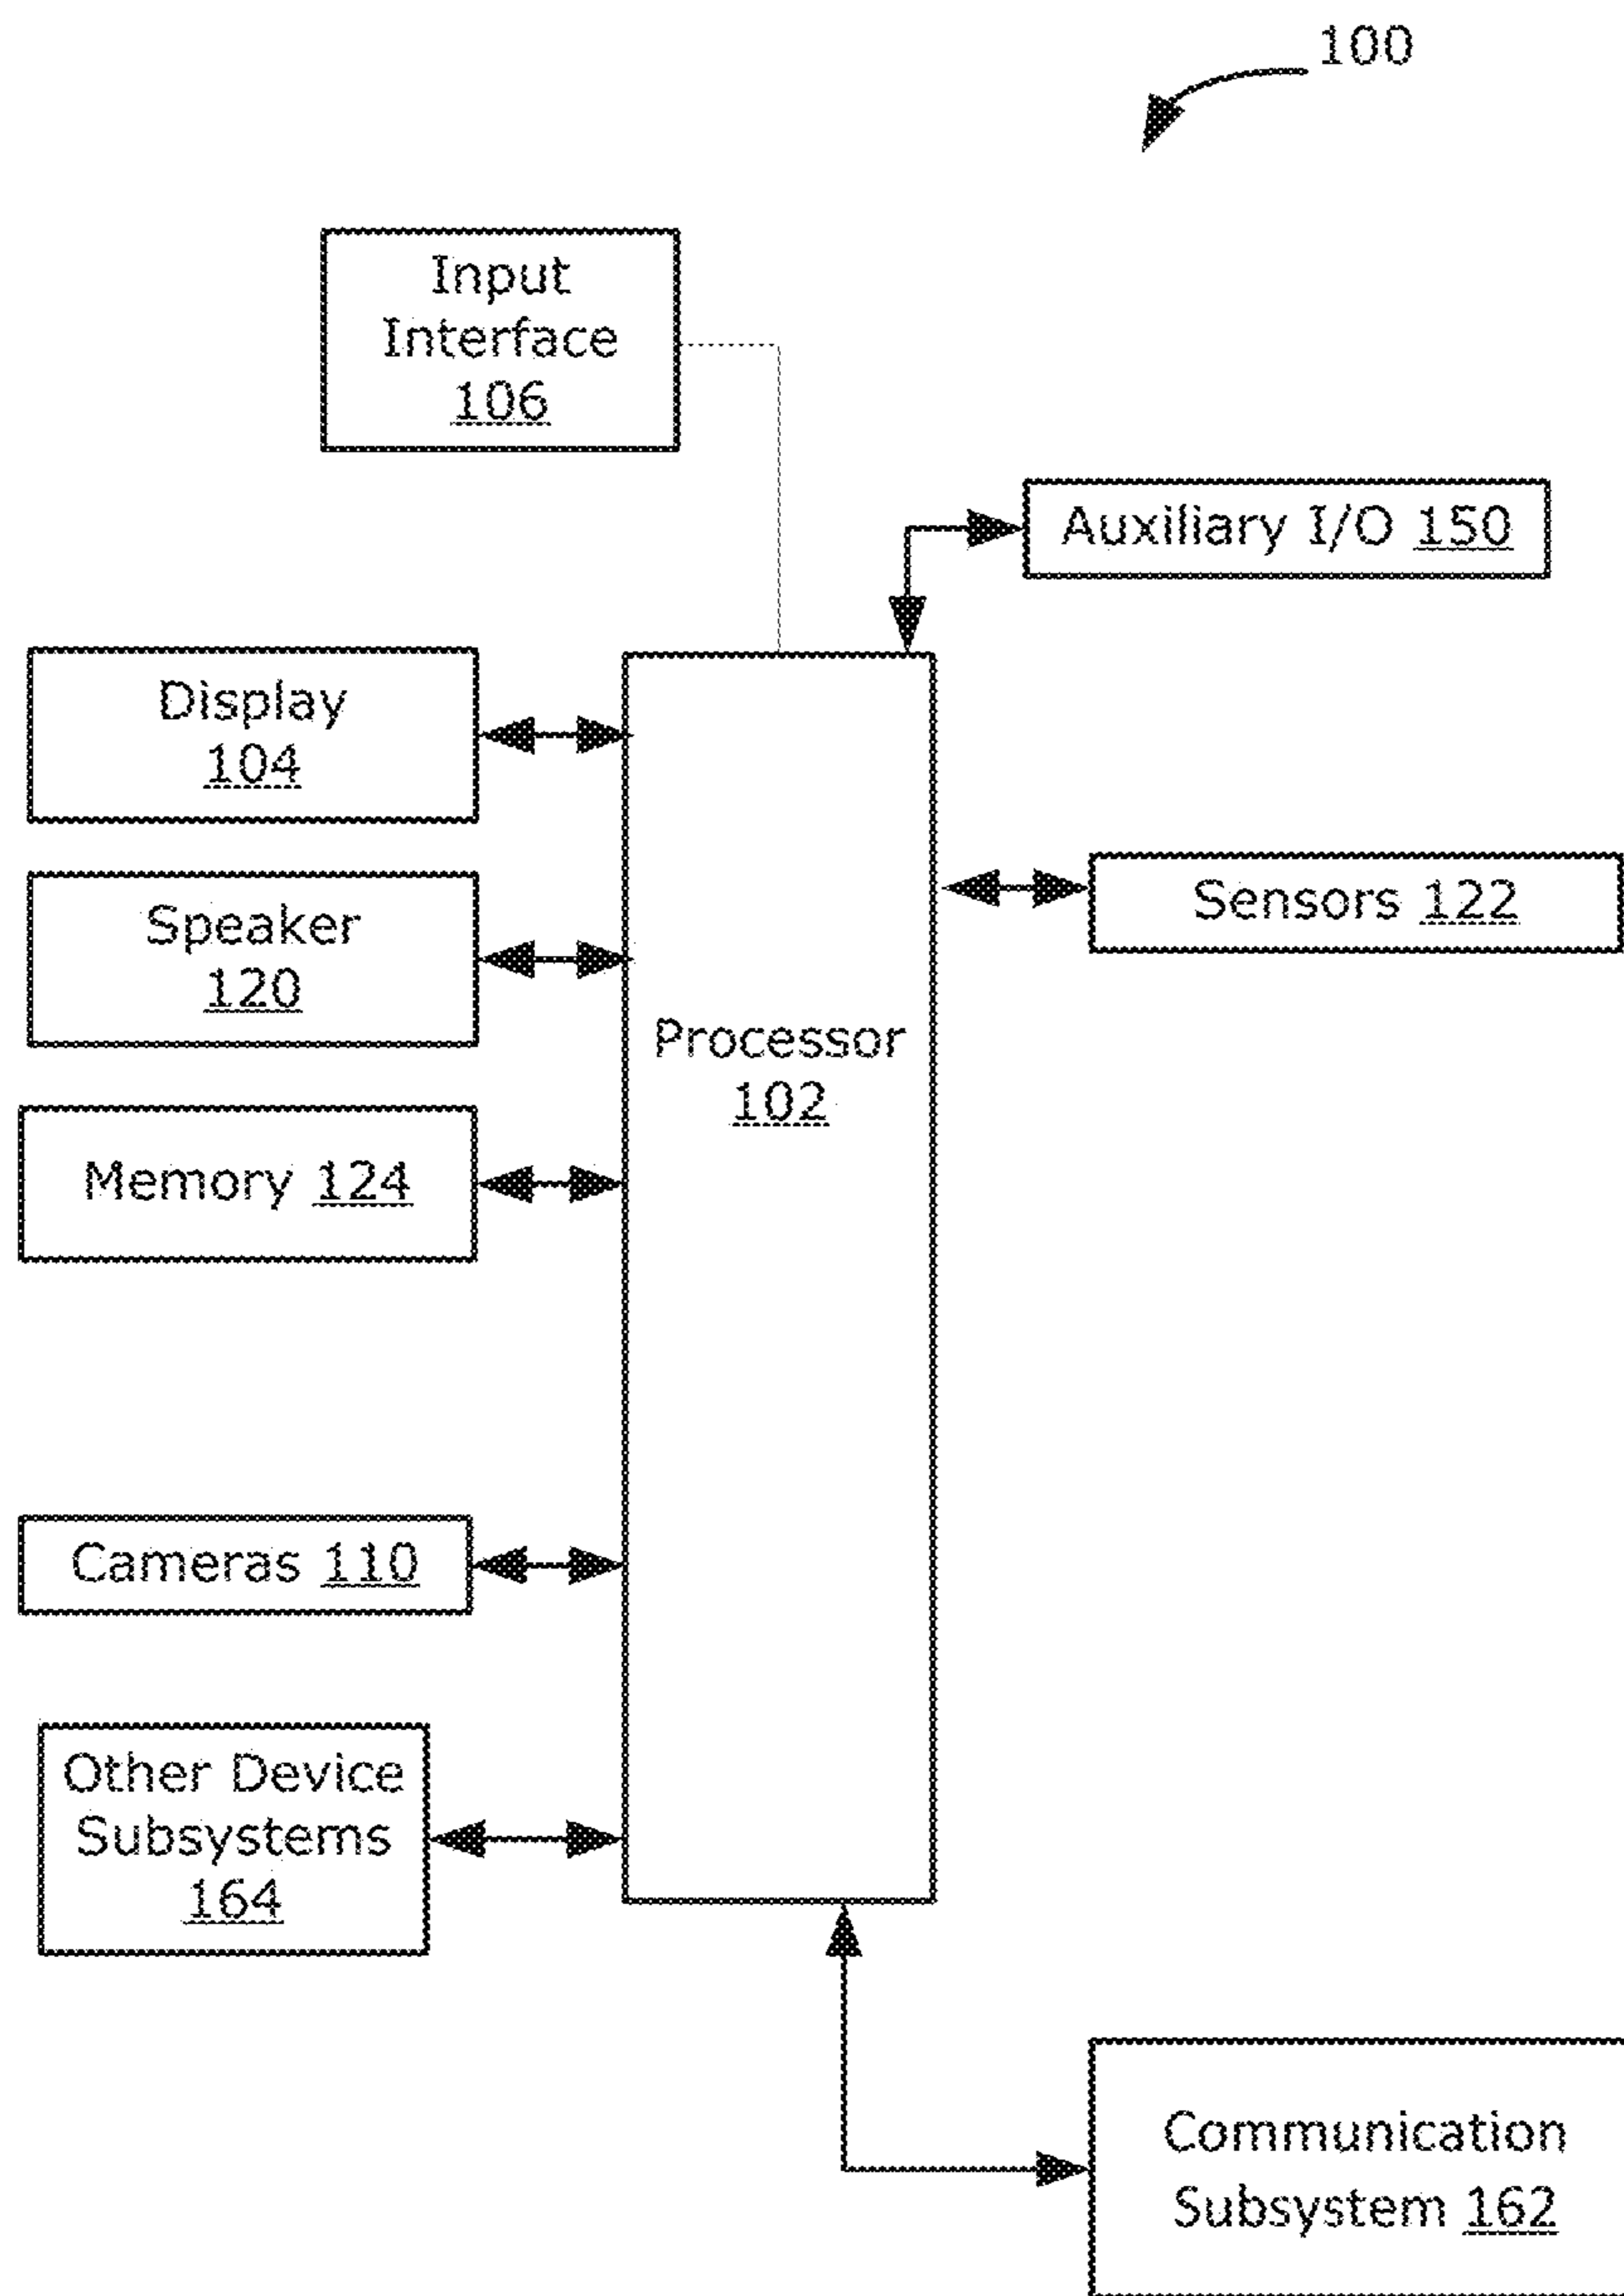 100
Input
Interface
106
Auxiliary I/O 150
Display
104
Speaker
120
Sensors 122
Processor
102
Memory 124
Cameras 110
Other Device
Subsystems
164
Communication
Subsystem 162